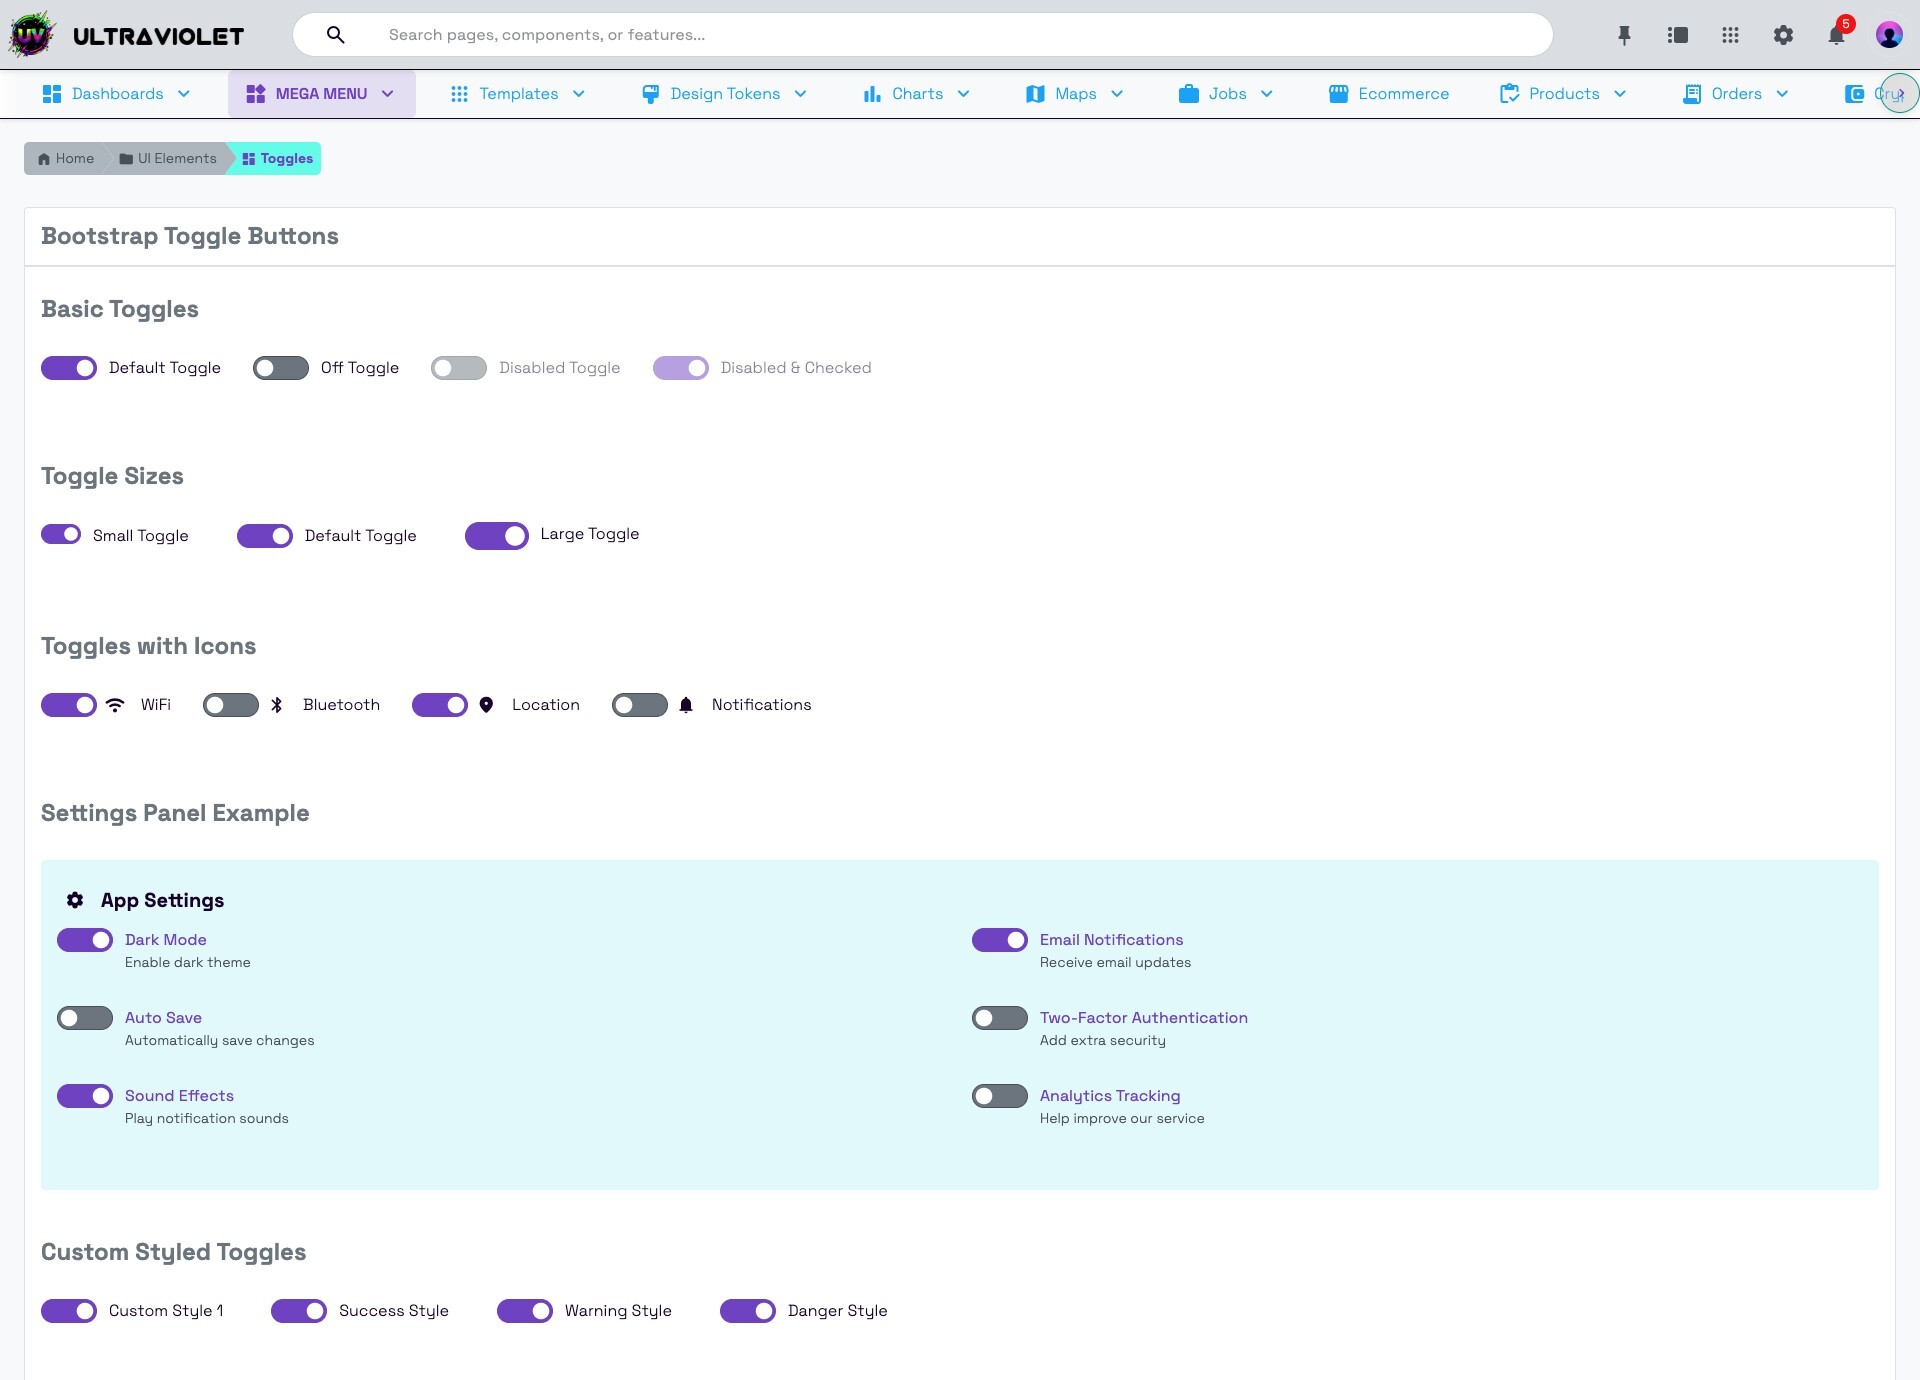 UV ULTRAVIOLET
Search pages, components, or features...
5
Dashboards MEGA MENU Templates Design Tokens Charts Maps Jobs Ecommerce Products Orders
Home UI Elements Toggles
Bootstrap Toggle Buttons
Basic Toggles
Default Toggle Off Toggle Disabled Toggle Disabled & Checked
Toggle Sizes
Small Toggle Default Toggle Large Toggle
Toggles with Icons
WiFi Bluetooth Location Notifications
Settings Panel Example
App Settings
Dark Mode
Enable dark theme
Auto Save
Automatically save changes
Sound Effects
Play notification sounds
Email Notifications
Receive email updates
Two-Factor Authentication
Add extra security
Analytics Tracking
Help improve our service
Custom Styled Toggles
Custom Style 1 Success Style Warning Style Danger Style